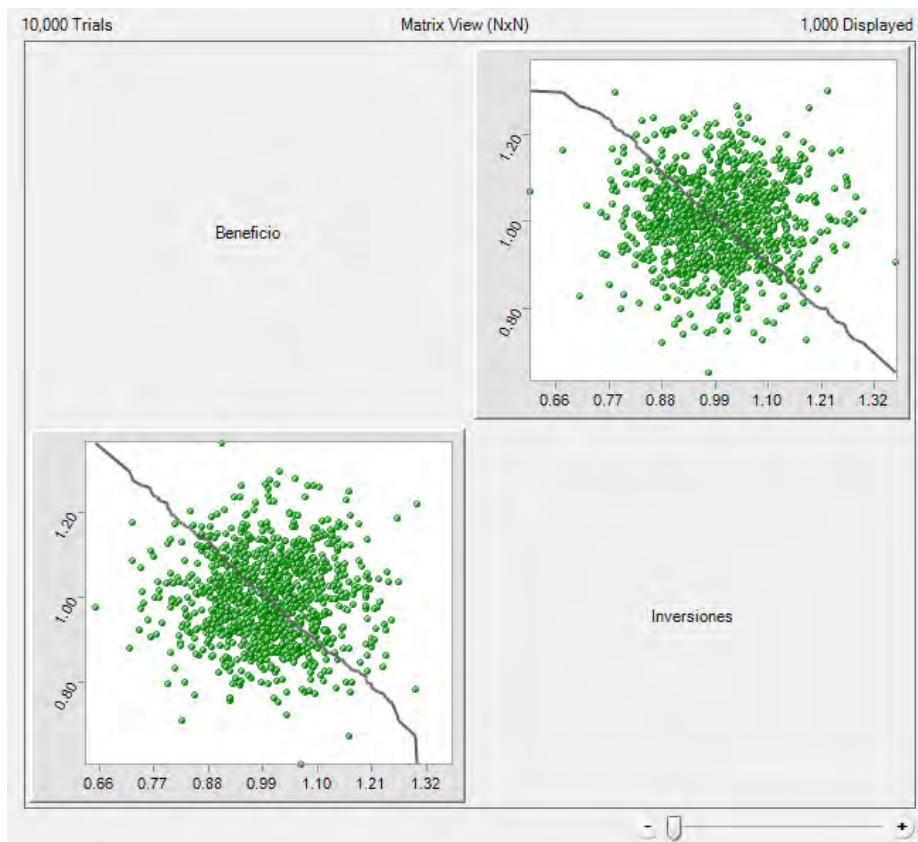 10,000 Trials Matrix View (NxN) 1,000 Displayed
Beneficio
1.20
1.00
0.80
0.66 0.77 0.88 0.99 1.10 1.21 1.32
1.20
1.00
0.80
0.66 0.77 0.88 0.99 1.10 1.21 1.32
Inversiones
- +